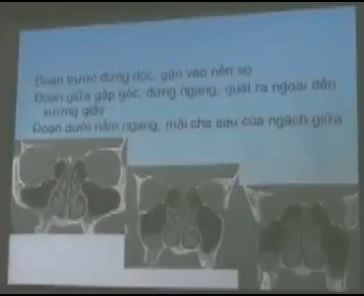 Đoạn trước đứng dọc, gắn vào nền sọ
Đoạn giữa gấp góc, đứng ngang, quặt ra ngoài đến
xương giấy
Đoạn dưới nằm ngang, mái che sau của ngách giữa